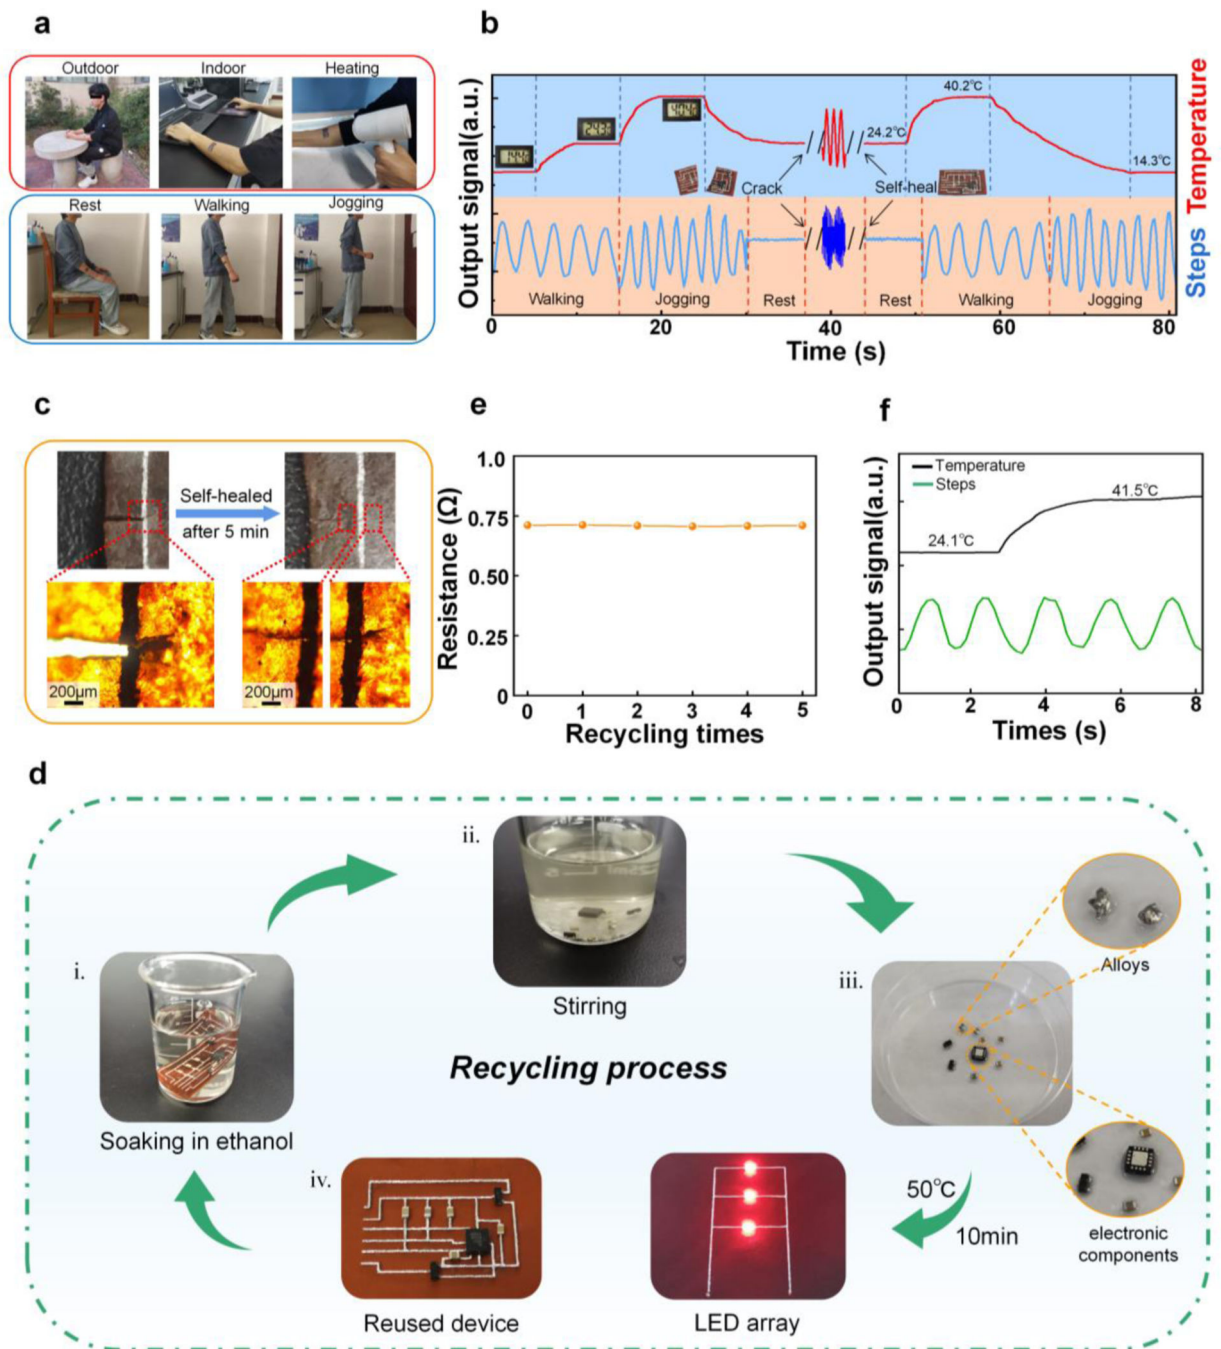 a
Outdoor
Indoor
Heating
Rest
Walking
Jogging
b
Output signal(a.u.)
40.2℃
24.2℃
14.3℃
Crack
Self-heal
Walking
Jogging
Rest
Rest
Walking
Jogging
0
20
40
60
80
Time (s)
Steps Temperature
c
Self-healed
after 5 min
200μm
200μm
e
Resistance (Ω)
1.0
0.75
0.50
0.25
0
0
1
2
3
4
5
Recycling times
f
Output signal(a.u.)
Temperature
Steps
41.5℃
24.1℃
0
2
4
6
8
Times (s)
d
i.
Soaking in ethanol
ii.
Stirring
iii.
Alloys
electronic
components
Recycling process
50℃
10min
LED array
iv.
Reused device